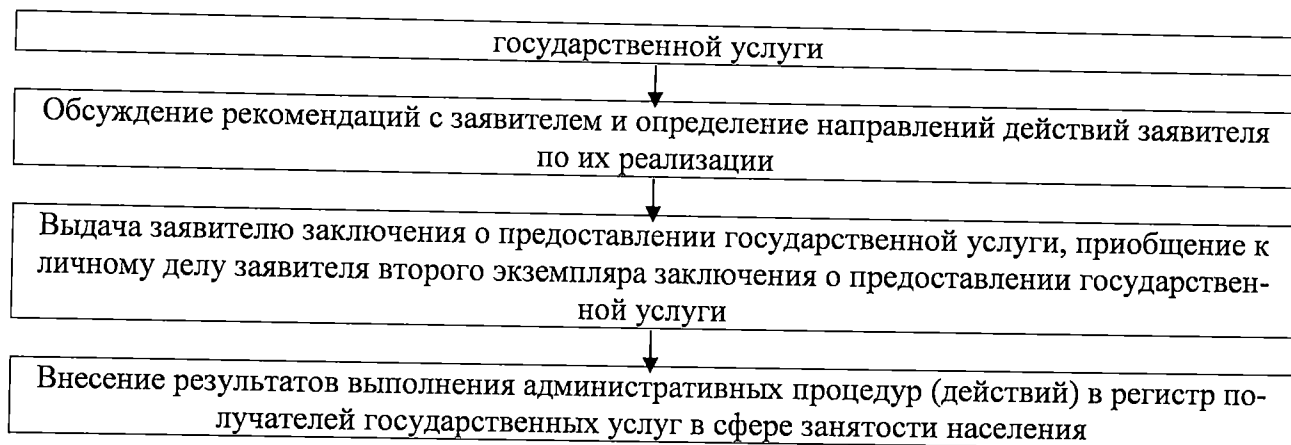 государственной услуги
Обсуждение рекомендаций с заявителем и определение направлений действий заявителя
по их реализации
Выдача заявителю заключения о предоставлении государственной услуги, приобщение к
личному делу заявителя второго экземпляра заключения о предоставлении государствен-
ной услуги
Внесение результатов выполнения административных процедур (действий) в регистр по-
лучателей государственных услуг в сфере занятости населения